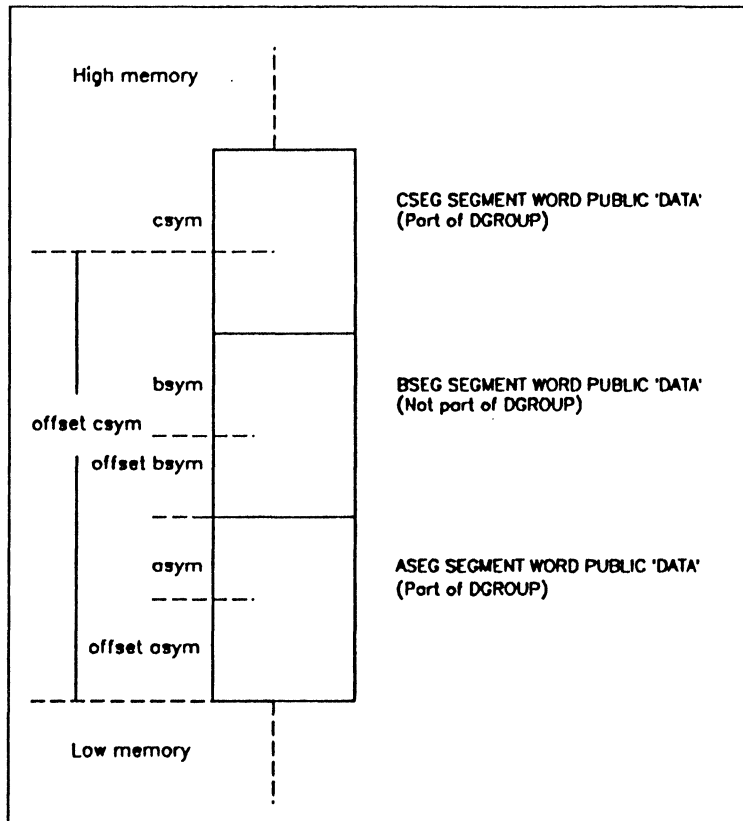 High memory
csym
CSEG SEGMENT WORD PUBLIC 'DATA'
(Part of DGROUP)
bsym
BSEG SEGMENT WORD PUBLIC 'DATA'
(Not part of DGROUP)
offset csym
offset bsym
asym
ASEG SEGMENT WORD PUBLIC 'DATA'
(Part of DGROUP)
offset asym
Low memory